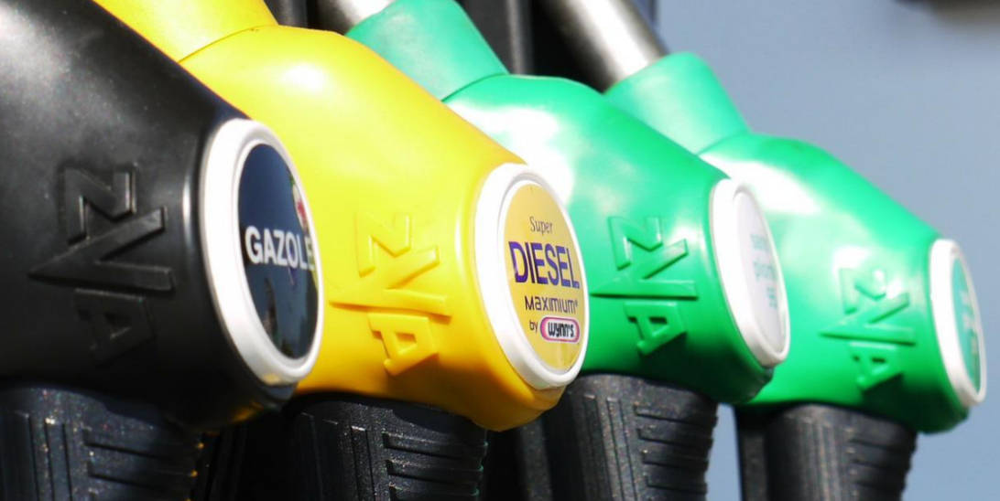 ZVA
GAZOLE
ZVA
Super
DIESEL
MAXIMUM
by WYNN'S
ZVA
ZVA